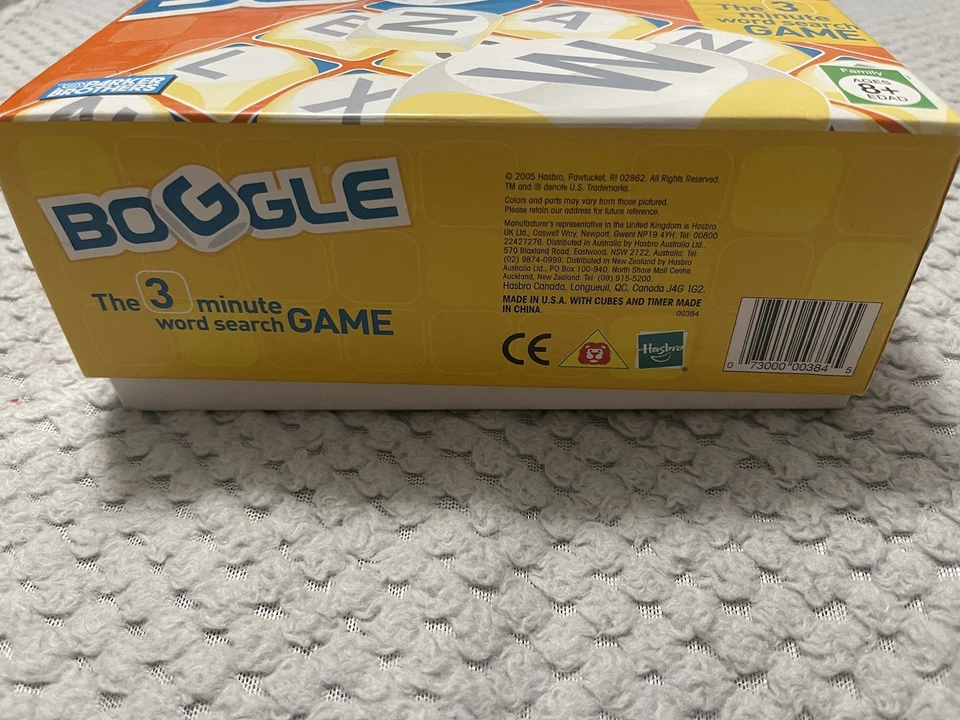 The 3
minute
word search
GAME
E Z A
L X W N
PARKER
BROTHERS
Family
AGES
8+
EDAD
BOGGLE
The 3 minute
word search GAME
© 2005 Hasbro, Pawtucket, RI 02862. All Rights Reserved.
TM and ® denote U.S. Trademarks.
Colors and parts may vary from those pictured.
Please retain our address for future reference.
Manufacturer's representative in the United Kingdom is Hasbro
UK Ltd., Caswell Way, Newport, Gwent NP19 4YH. Tel: 00800
22427276. Distributed in Australia by Hasbro Australia Ltd.,
570 Blaxland Road, Eastwood, NSW 2122, Australia. Tel:
(02) 9874-0999. Distributed in New Zealand by Hasbro
Australia Ltd., PO Box 100-940, North Shore Mail Centre,
Auckland, New Zealand. Tel: (09) 915-5200.
Hasbro Canada, Longueuil, QC, Canada J4G 1G2.
MADE IN U.S.A. WITH CUBES AND TIMER MADE
IN CHINA.
00384
CE
Hasbro
®
0 73000 00384 5